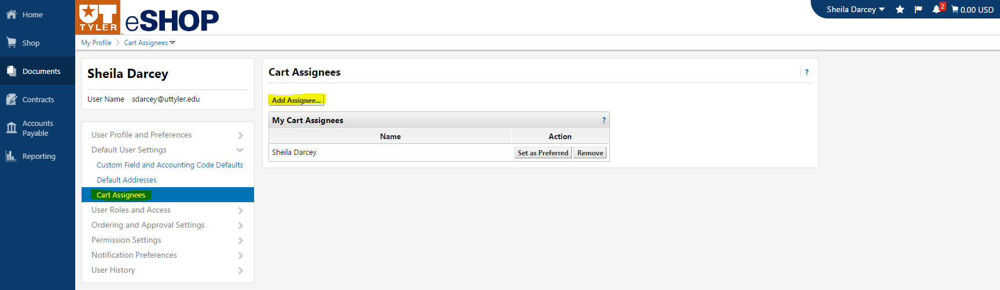 Home
Shop
Documents
Contracts
Accounts
Payable
Reporting
UT
TYLER
eSHOP
Sheila Darcey
2
0.00 USD
My Profile
Cart Assignees
Sheila Darcey
User Name sdarcey@uttyler.edu
User Profile and Preferences
Default User Settings
Custom Field and Accounting Code Defaults
Default Addresses
Cart Assignees
User Roles and Access
Ordering and Approval Settings
Permission Settings
Notification Preferences
User History
Cart Assignees
?
Add Assignee...
My Cart Assignees ?
Name Action
Sheila Darcey Set as Preferred Remove